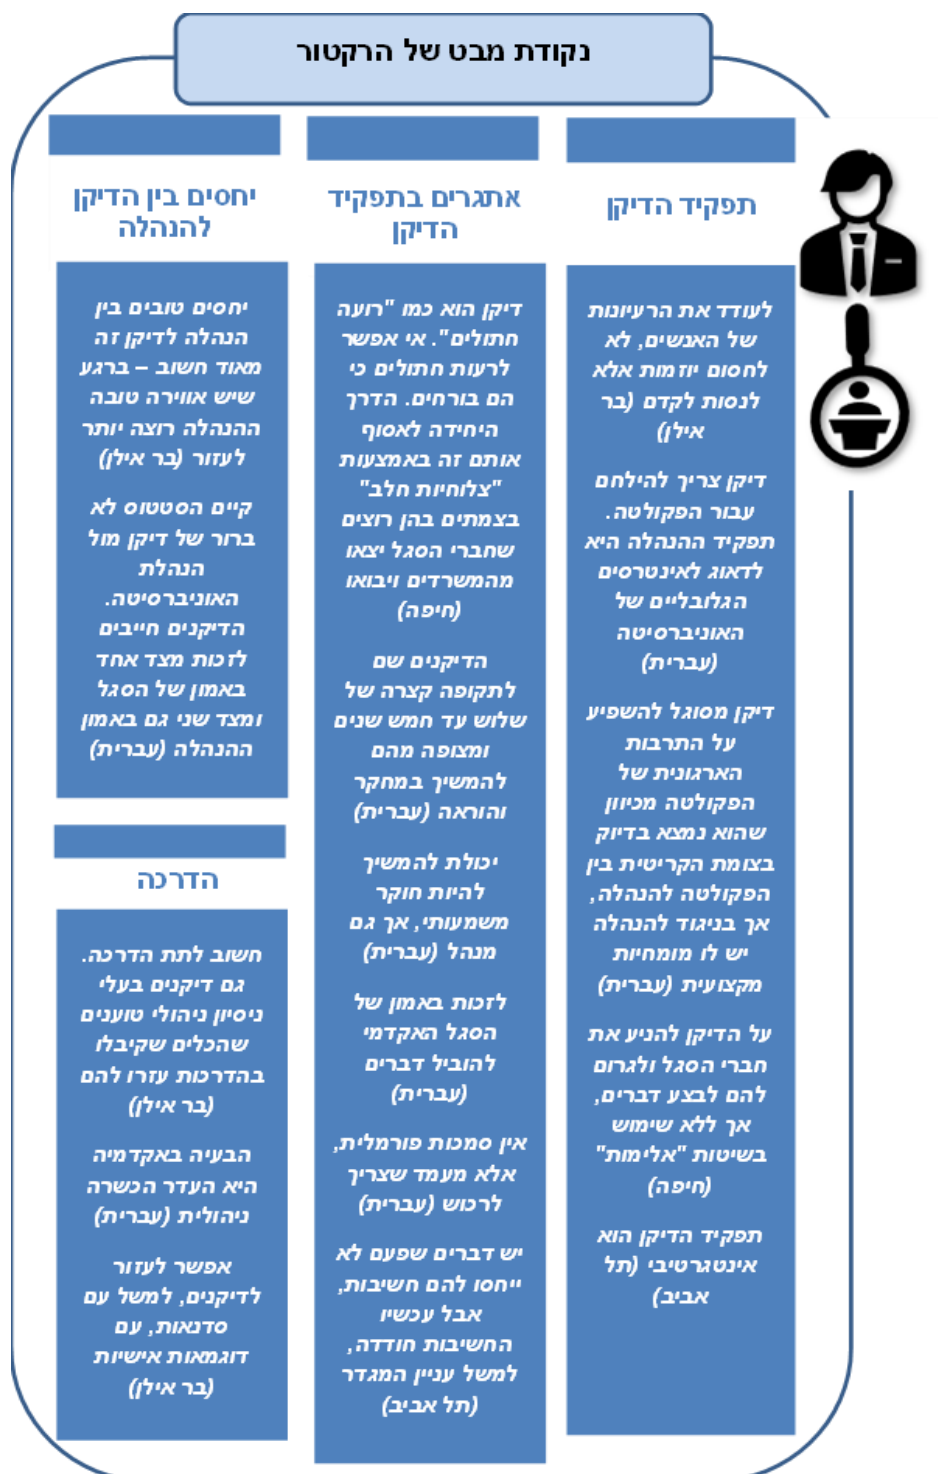 נקודת מבט של הרקטור
תפקיד הדיקן
לעודד את הרעיונות
של האנשים, לא
לחסום יוזמות אלא
לנסות לקדם (בר
אילן)
דיקן צריך להילחם
עבור הפקולטה.
תפקיד ההנהלה היא
לדאוג לאינטרסים
הגלובליים של
האוניברסיטה
(עברית)
דיקן מסוגל להשפיע
על התרבות
הארגונית של
הפקולטה מכיוון
שהוא נמצא בדיוק
בצומת הקריטית בין
הפקולטה להנהלה,
אך בניגוד להנהלה
יש לו מומחיות
מקצועית (עברית)
על הדיקן להניע את
חברי הסגל ולגרום
להם לבצע דברים,
אך ללא שימוש
בשיטות "אלימות"
(חיפה)
תפקיד הדיקן הוא
אינטגרטיבי (תל
אביב)
אתגרים בתפקיד
הדיקן
דיקן הוא כמו "רועה
חתולים". אי אפשר
לרעות חתולים כי
הם בורחים. הדרך
היחידה לאסוף
אותם זה באמצעות
"צלוחיות חלב"
בצמתים בהן רוצים
שחברי הסגל יצאו
מהמשרדים ויבואו
(חיפה)
הדיקנים שם
לתקופה קצרה של
שלוש עד חמש שנים
ומצופה מהם
להמשיך במחקר
והוראה (עברית)
יכולת להמשיך
להיות חוקר
משמעותי, אך גם
מנהל (עברית)
לזכות באמון של
הסגל האקדמי
להוביל דברים
(עברית)
אין סמכות פורמלית,
אלא מעמד שצריך
לרכוש (עברית)
יש דברים שפעם לא
ייחסו להם חשיבות,
אבל עכשיו
החשיבות חודדה,
למשל עניין המגדר
(תל אביב)
יחסים בין הדיקן
להנהלה
יחסים טובים בין
הנהלה לדיקן זה
מאוד חשוב – ברגע
שיש אווירה טובה
ההנהלה רוצה יותר
לעזור (בר אילן)
קיים הסטטוס לא
ברור של דיקן מול
הנהלת
האוניברסיטה.
הדיקנים חייבים
לזכות מצד אחד
באמון של הסגל
ומצד שני גם באמון
ההנהלה (עברית)
הדרכה
חשוב לתת הדרכה.
גם דיקנים בעלי
ניסיון ניהולי טוענים
שהכלים שקיבלו
בהדרכות עזרו להם
(בר אילן)
הבעיה באקדמיה
היא העדר הכשרה
ניהולית (עברית)
אפשר לעזור
לדיקנים, למשל עם
סדנאות, עם
דוגמאות אישיות
(בר אילן)